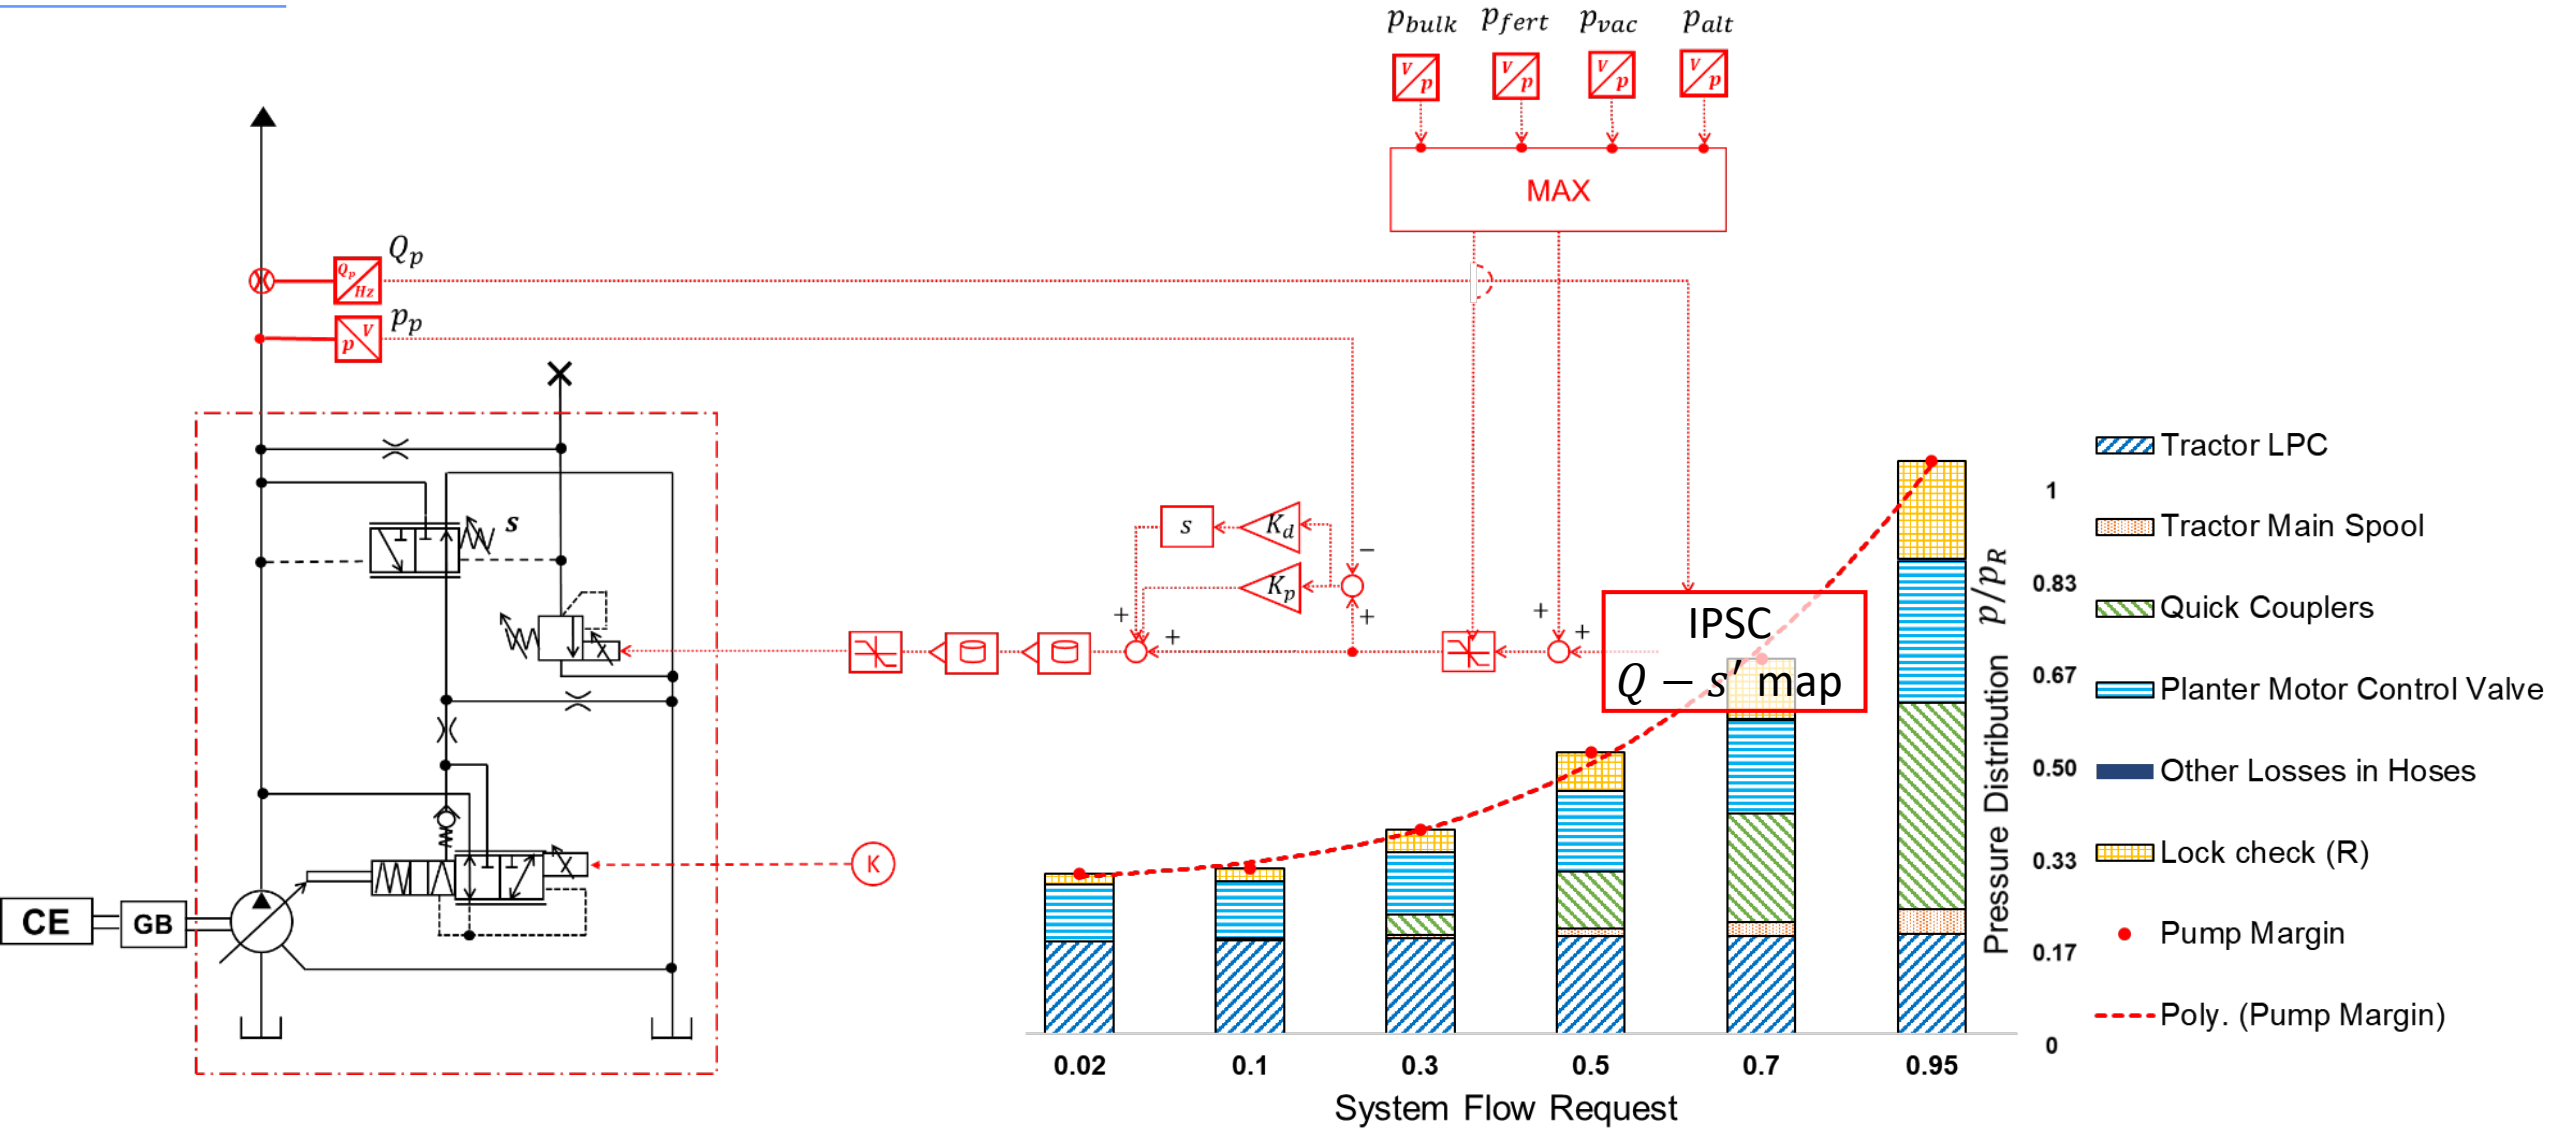 p_bulk p_fert p_vac p_alt
V/p V/p V/p V/p
MAX
Q_p
Q_p/Hz
p_p
p V
s
s K_d
K_p
−
+
+ +
+ +
IPSC
Q − s′ map
K
CE GB
Tractor LPC
Tractor Main Spool
Quick Couplers
Planter Motor Control Valve
Other Losses in Hoses
Lock check (R)
Pump Margin
Poly. (Pump Margin)
Pressure Distribution p/p_R
1
0.83
0.67
0.50
0.33
0.17
0
0.02 0.1 0.3 0.5 0.7 0.95
System Flow Request